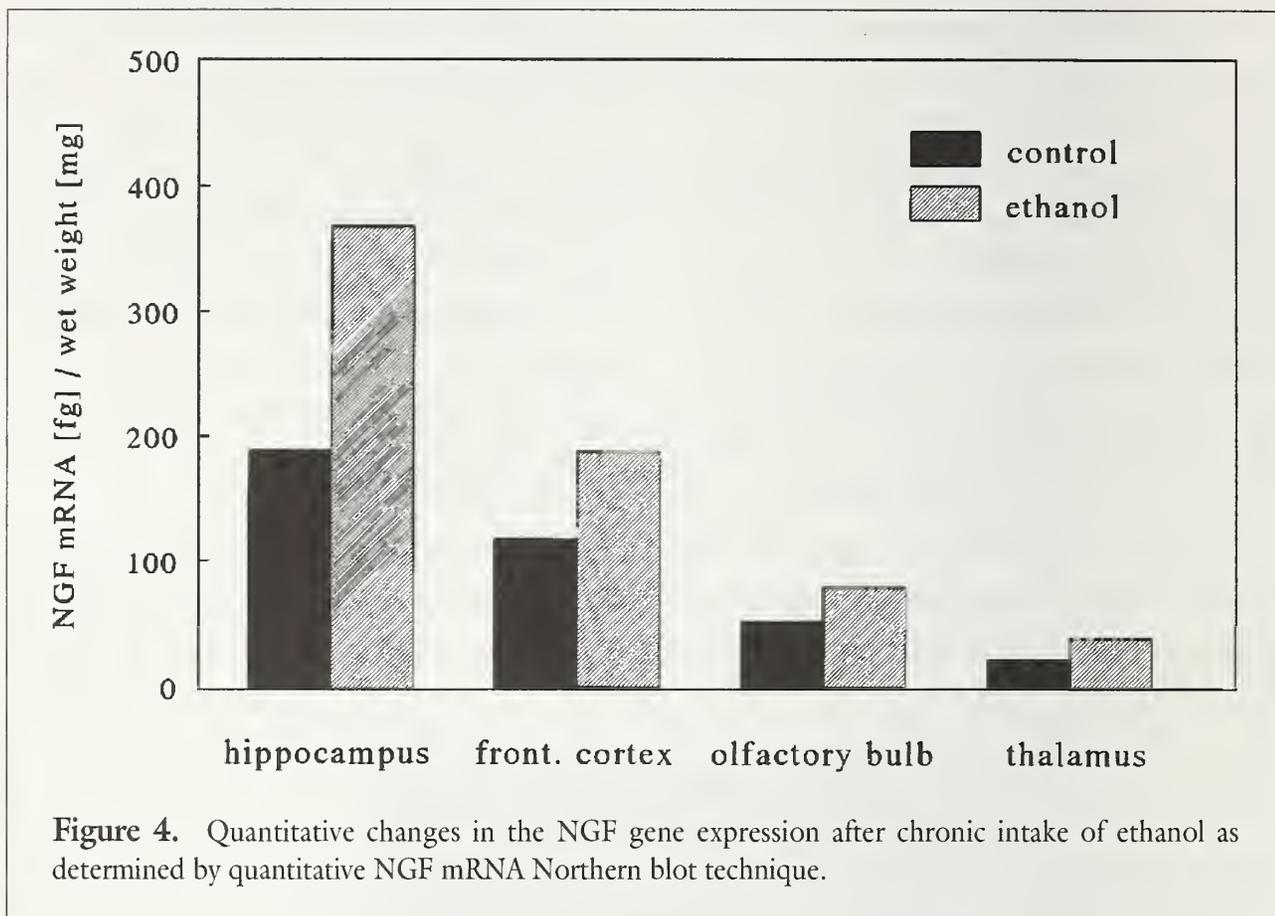 500
400
300
200
100
0
NGF mRNA [fg] / wet weight [mg]
control
ethanol
hippocampus front. cortex olfactory bulb thalamus
Figure 4. Quantitative changes in the NGF gene expression after chronic intake of ethanol as
determined by quantitative NGF mRNA Northern blot technique.